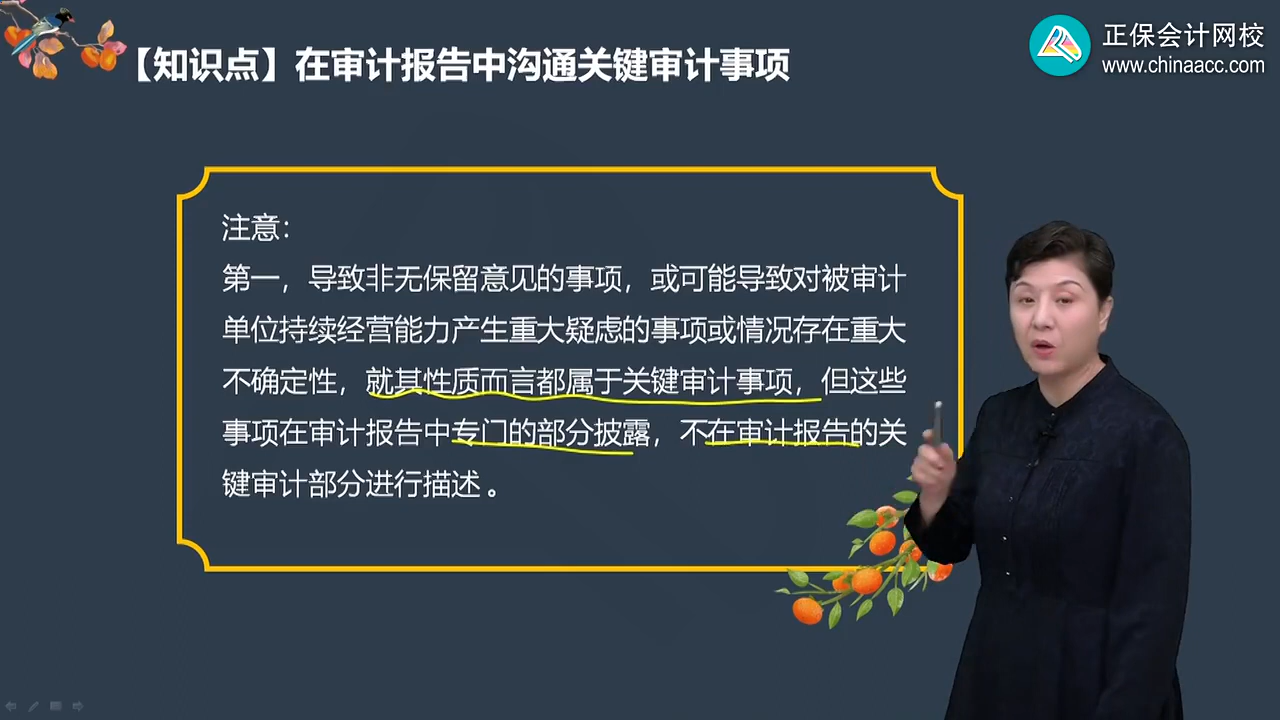 【知识点】在审计报告中沟通关键审计事项
正保会计网校
www.chinaacc.com
注意：
第一，导致非无保留意见的事项，或可能导致对被审计
单位持续经营能力产生重大疑虑的事项或情况存在重大
不确定性，就其性质而言都属于关键审计事项，但这些
事项在审计报告中专门的部分披露，不在审计报告的关
键审计部分进行描述。